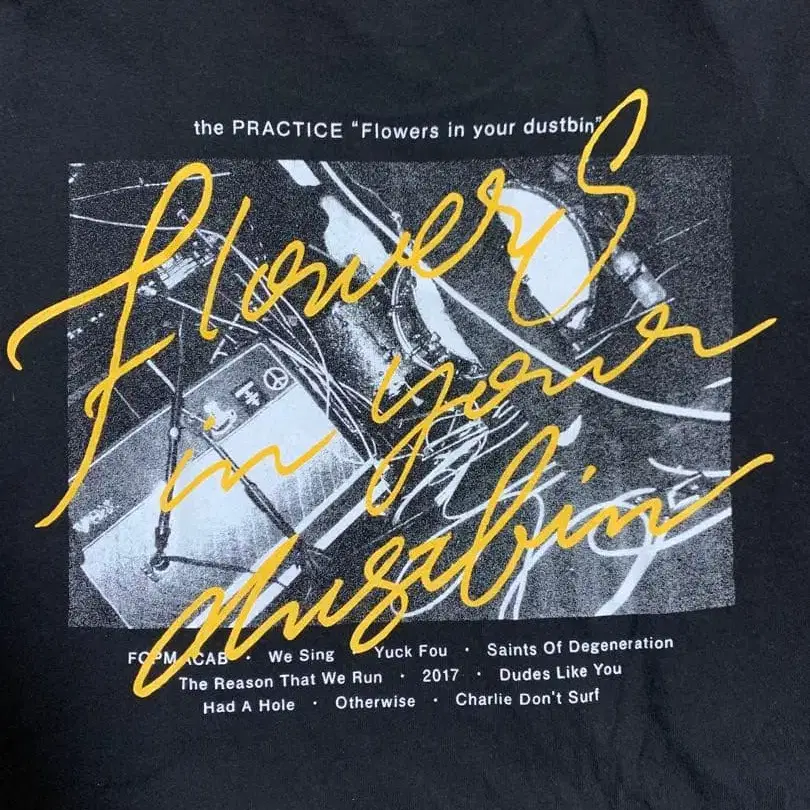 the PRACTICE “Flowers in your dustbin”
Flowers
in your
dustbin
VOX
We Sing · Yuck Fou · Saints Of Degeneration
The Reason That We Run · 2017 · Dudes Like You
Had A Hole · Otherwise · Charlie Don't Surf